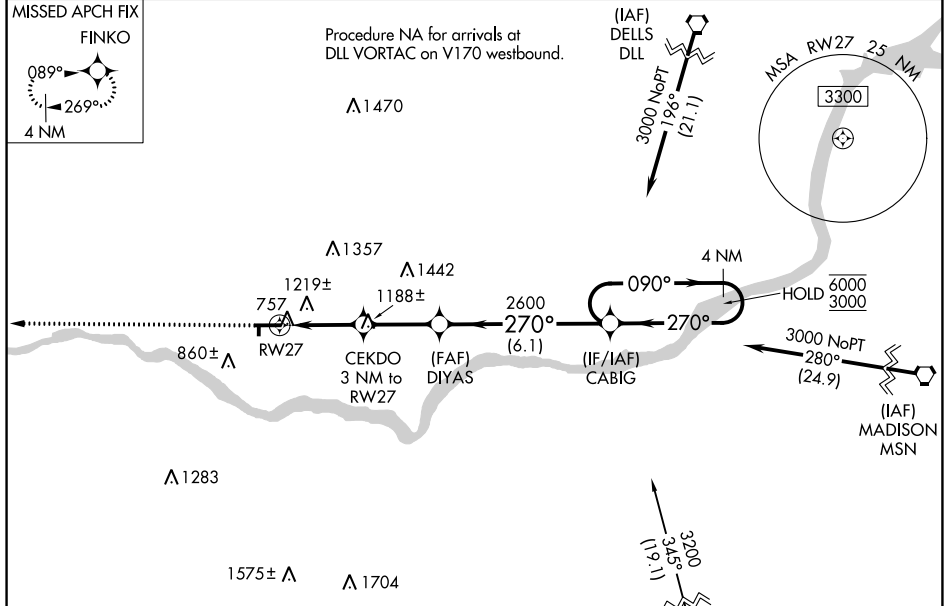 MISSED APCH FIX
FINKO
089°
269°
4 NM
Procedure NA for arrivals at
DLL VORTAC on V170 westbound.
(IAF)
DELLS
DLL
3000 NoPT
196°
(21.1)
MSA RW27 25 NM
3300
1470
1357
1442
1219±
1188±
757
860±
RW27
CEKDO
3 NM to
RW27
(FAF)
DIYAS
2600
270°
(6.1)
(IF/IAF)
CABIG
090°
270°
4 NM
HOLD 6000
3000
3000 NoPT
280°
(24.9)
(IAF)
MADISON
MSN
1283
1575±
1704
3200
345°
(19.1)